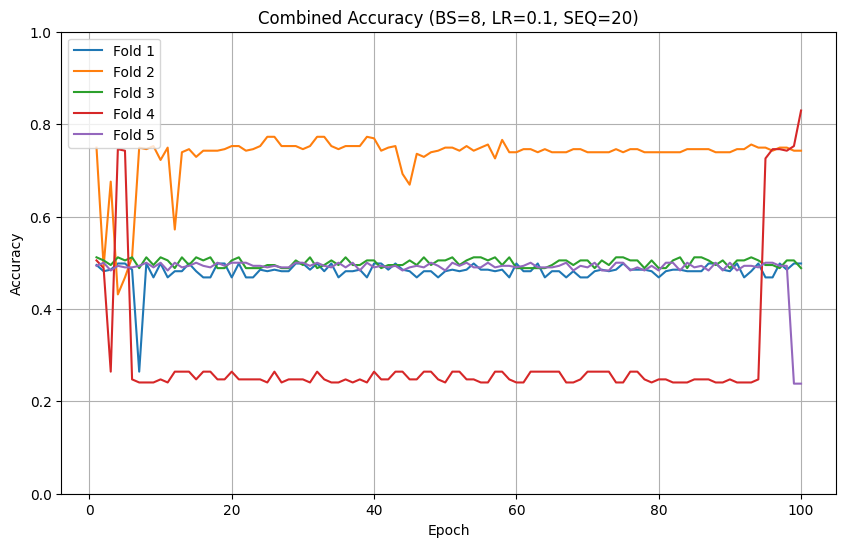 Combined Accuracy (BS=8, LR=0.1, SEQ=20)
Fold 1
Fold 2
Fold 3
Fold 4
Fold 5
Accuracy
1.0
0.8
0.6
0.4
0.2
0.0
0 20 40 60 80 100
Epoch